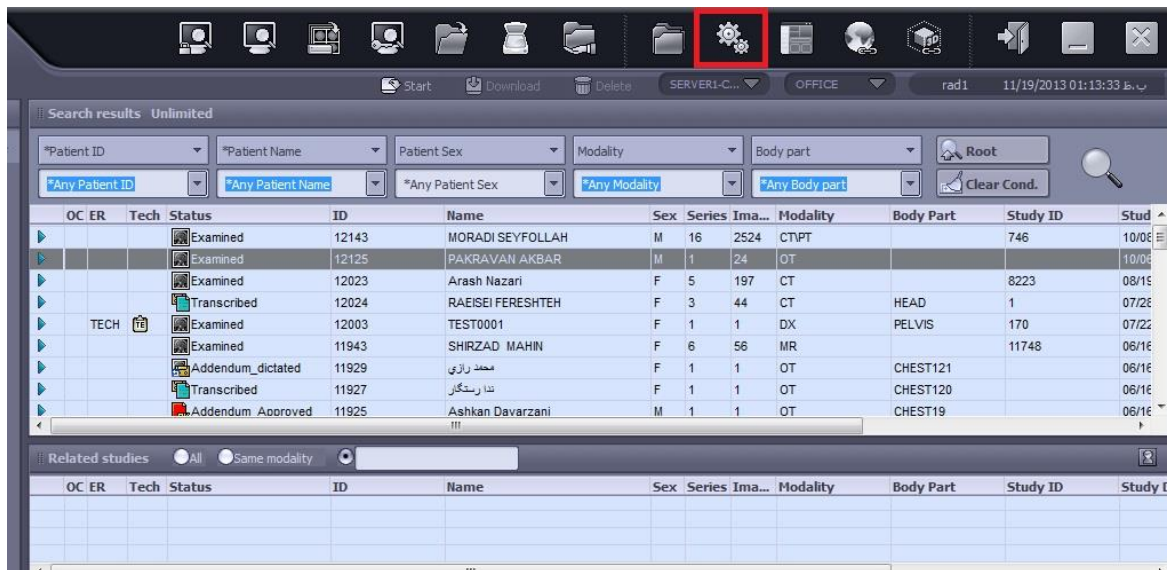 3D
Start Download Delete SERVER1-C... OFFICE rad1 11/19/2013 01:13:33 ب.ظ
Search results Unlimited
*Patient ID *Patient Name Patient Sex Modality Body part Root
*Any Patient ID *Any Patient Name *Any Patient Sex *Any Modality *Any Body part Clear Cond.
OC ER Tech Status ID Name Sex Series Ima... Modality Body Part Study ID Stud
Examined 12143 MORADI SEYFOLLAH M 16 2524 CT\PT 746 10/08
Examined 12125 PAKRAVAN AKBAR M 1 24 OT 10/06
Examined 12023 Arash Nazari F 5 197 CT 8223 08/19
Transcribed 12024 RAEISEI FERESHTEH F 3 44 CT HEAD 1 07/28
TECH TE Examined 12003 TEST0001 F 1 1 DX PELVIS 170 07/22
Examined 11943 SHIRZAD MAHIN F 6 56 MR 11748 06/16
Addendum_dictated 11929 محمد رازي F 1 1 OT CHEST121 06/16
Transcribed 11927 ندا رستگار F 1 1 OT CHEST120 06/16
Addendum_Approved 11925 Ashkan Davarzani M 1 1 OT CHEST19 06/16
Related studies All Same modality
OC ER Tech Status ID Name Sex Series Ima... Modality Body Part Study ID Study